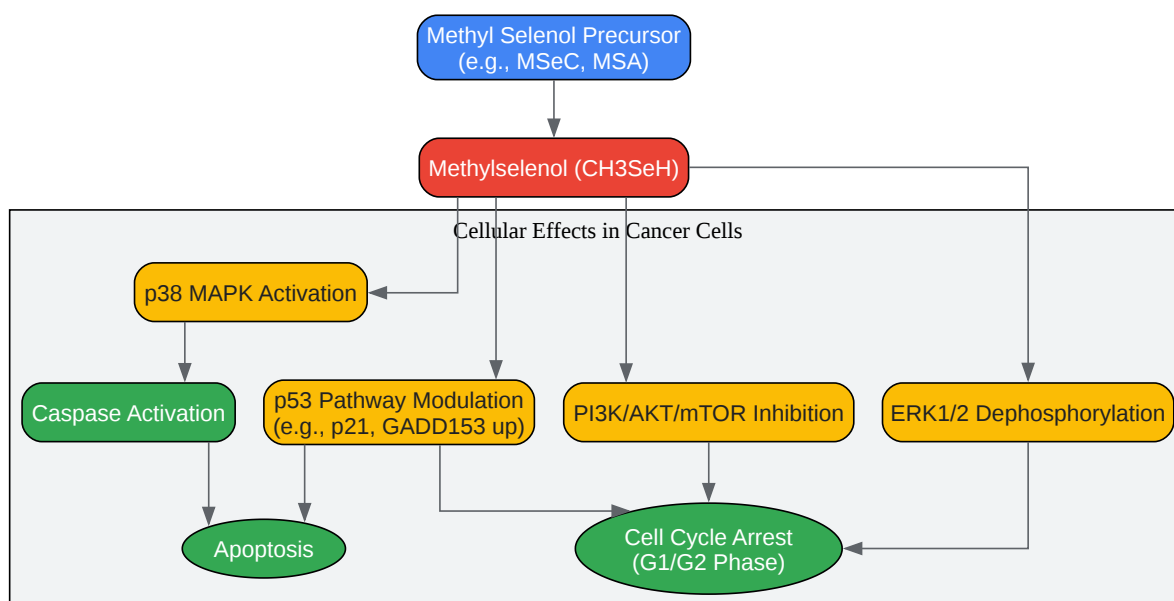 Methyl Selenol Precursor
(e.g., MSeC, MSA)
Methylselenol (CH3SeH)
Cellular Effects in Cancer Cells
p38 MAPK Activation
Caspase Activation
p53 Pathway Modulation
(e.g., p21, GADD153 up)
PI3K/AKT/mTOR Inhibition
ERK1/2 Dephosphorylation
Apoptosis
Cell Cycle Arrest
(G1/G2 Phase)